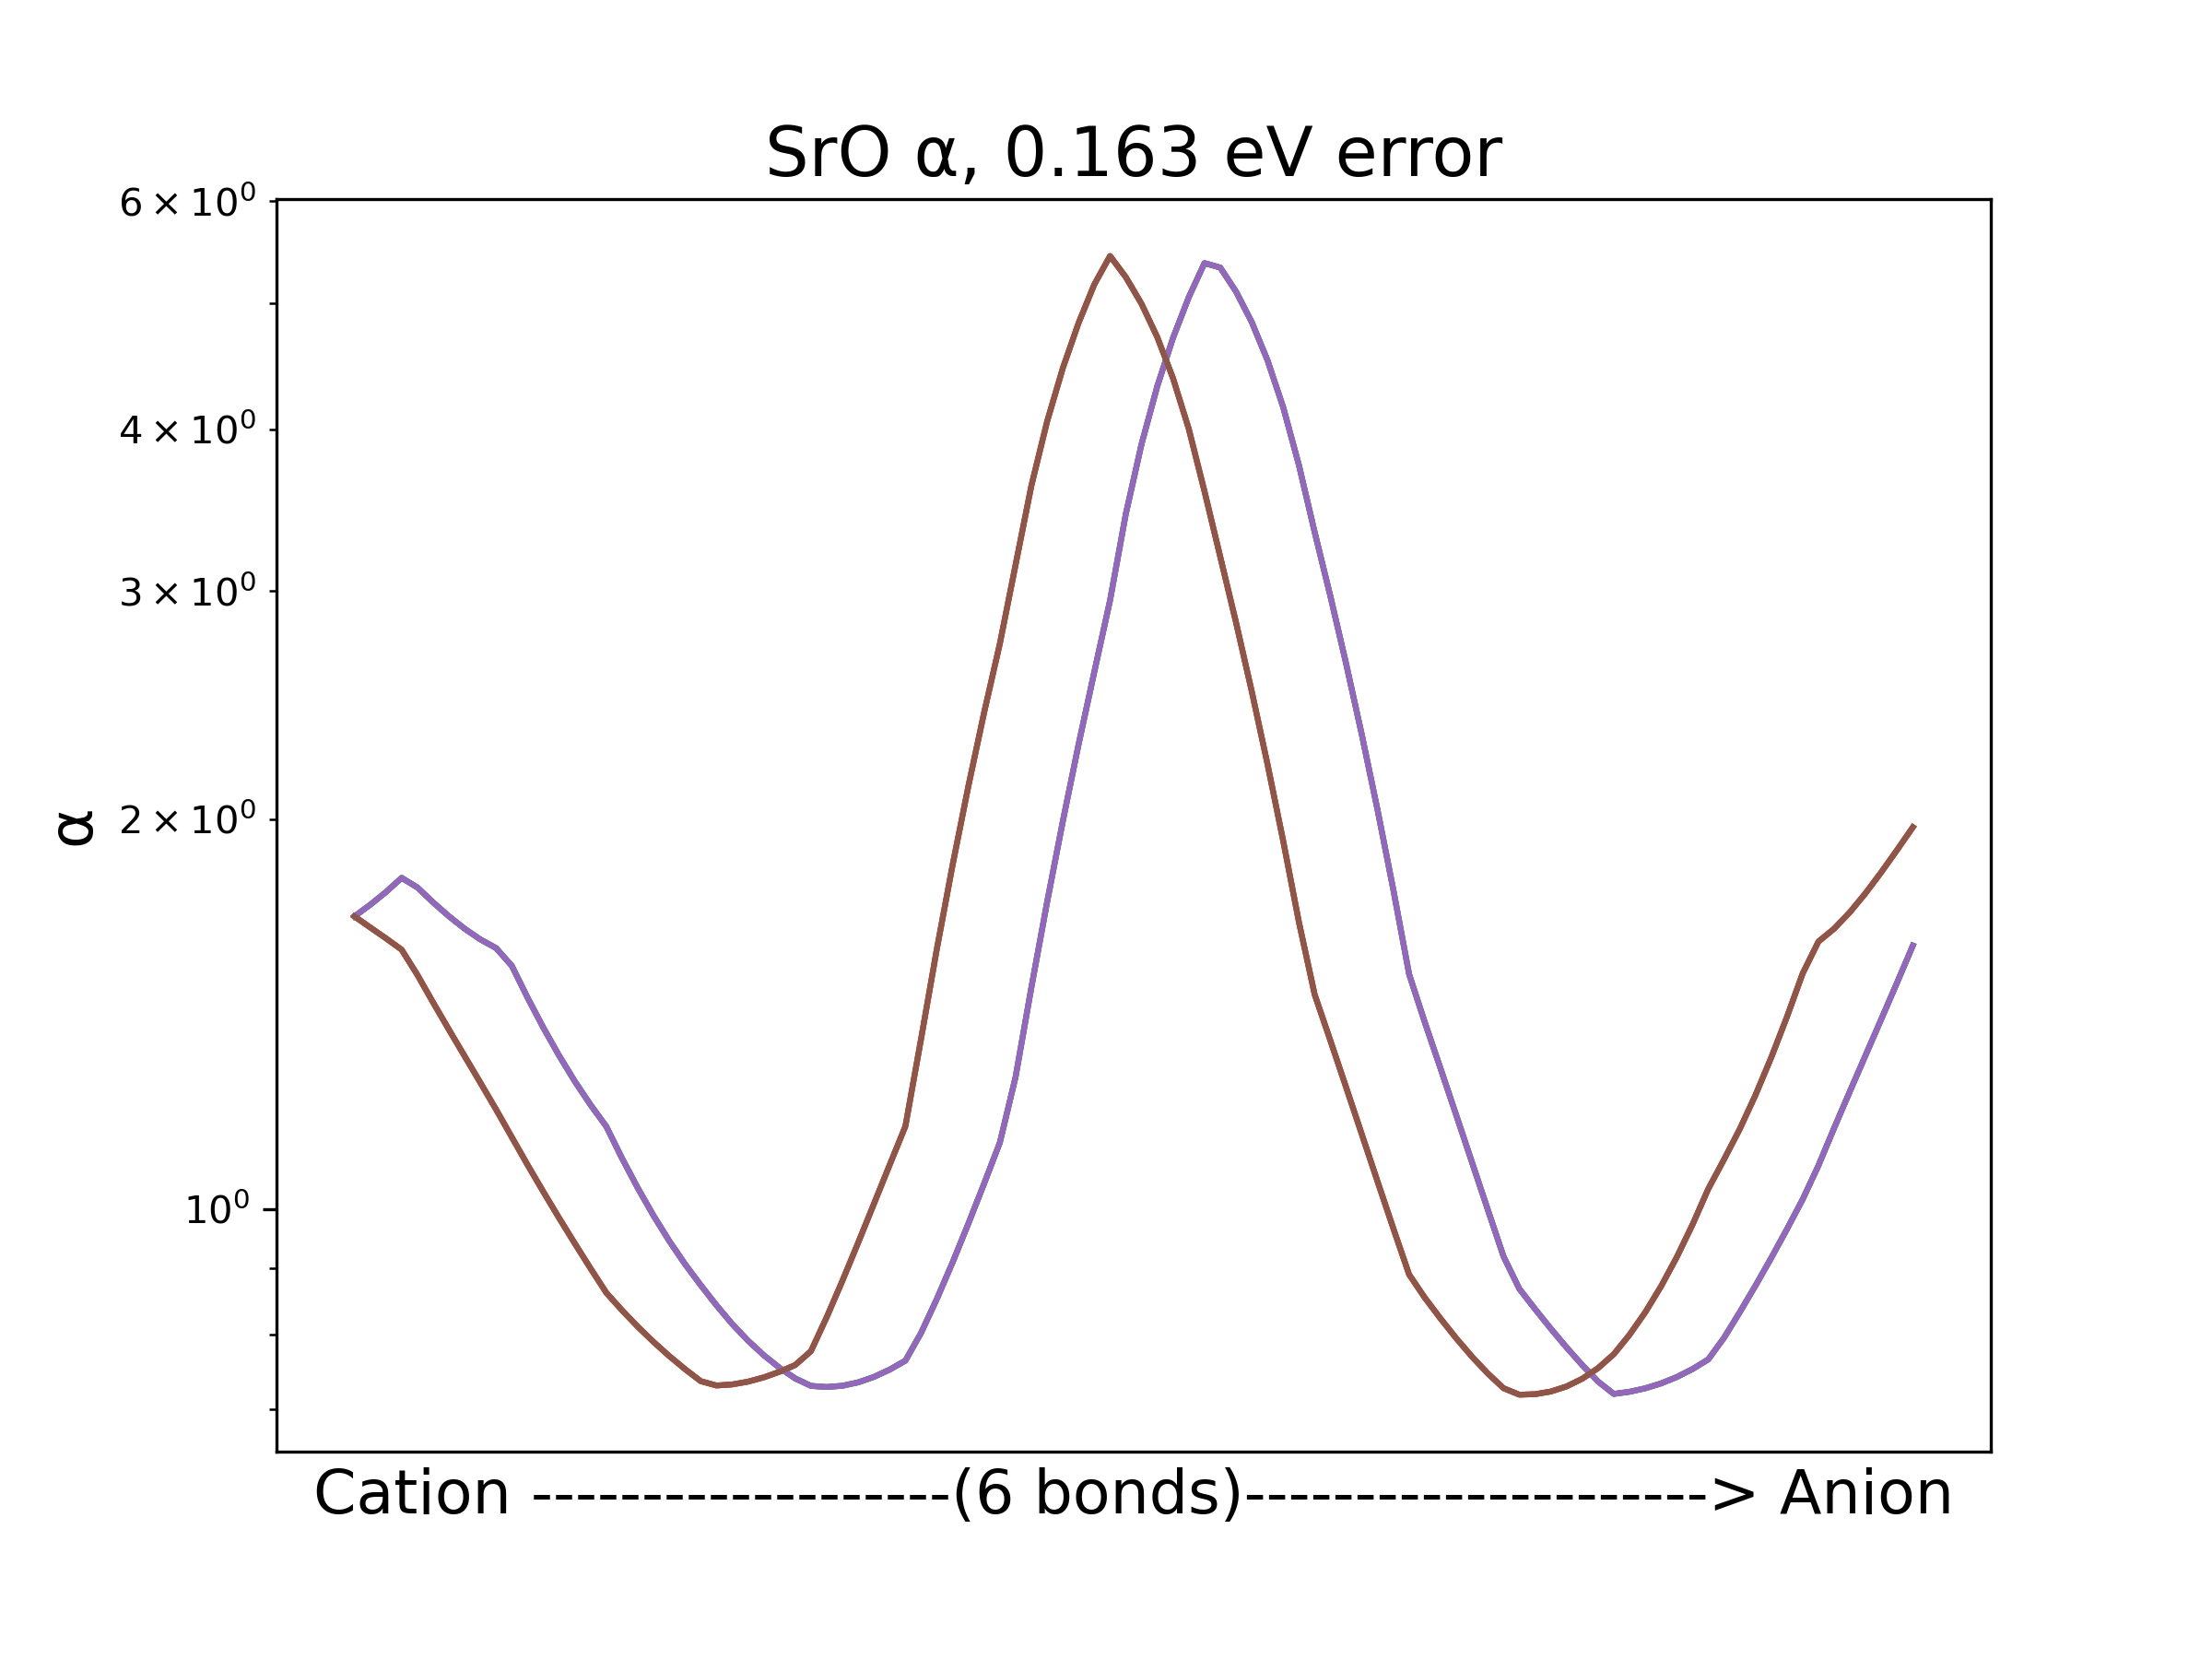 SrO α, 0.163 eV error
6 × 10⁰
4 × 10⁰
3 × 10⁰
2 × 10⁰
10⁰
α
Cation -------------------(6 bonds)---------------------> Anion